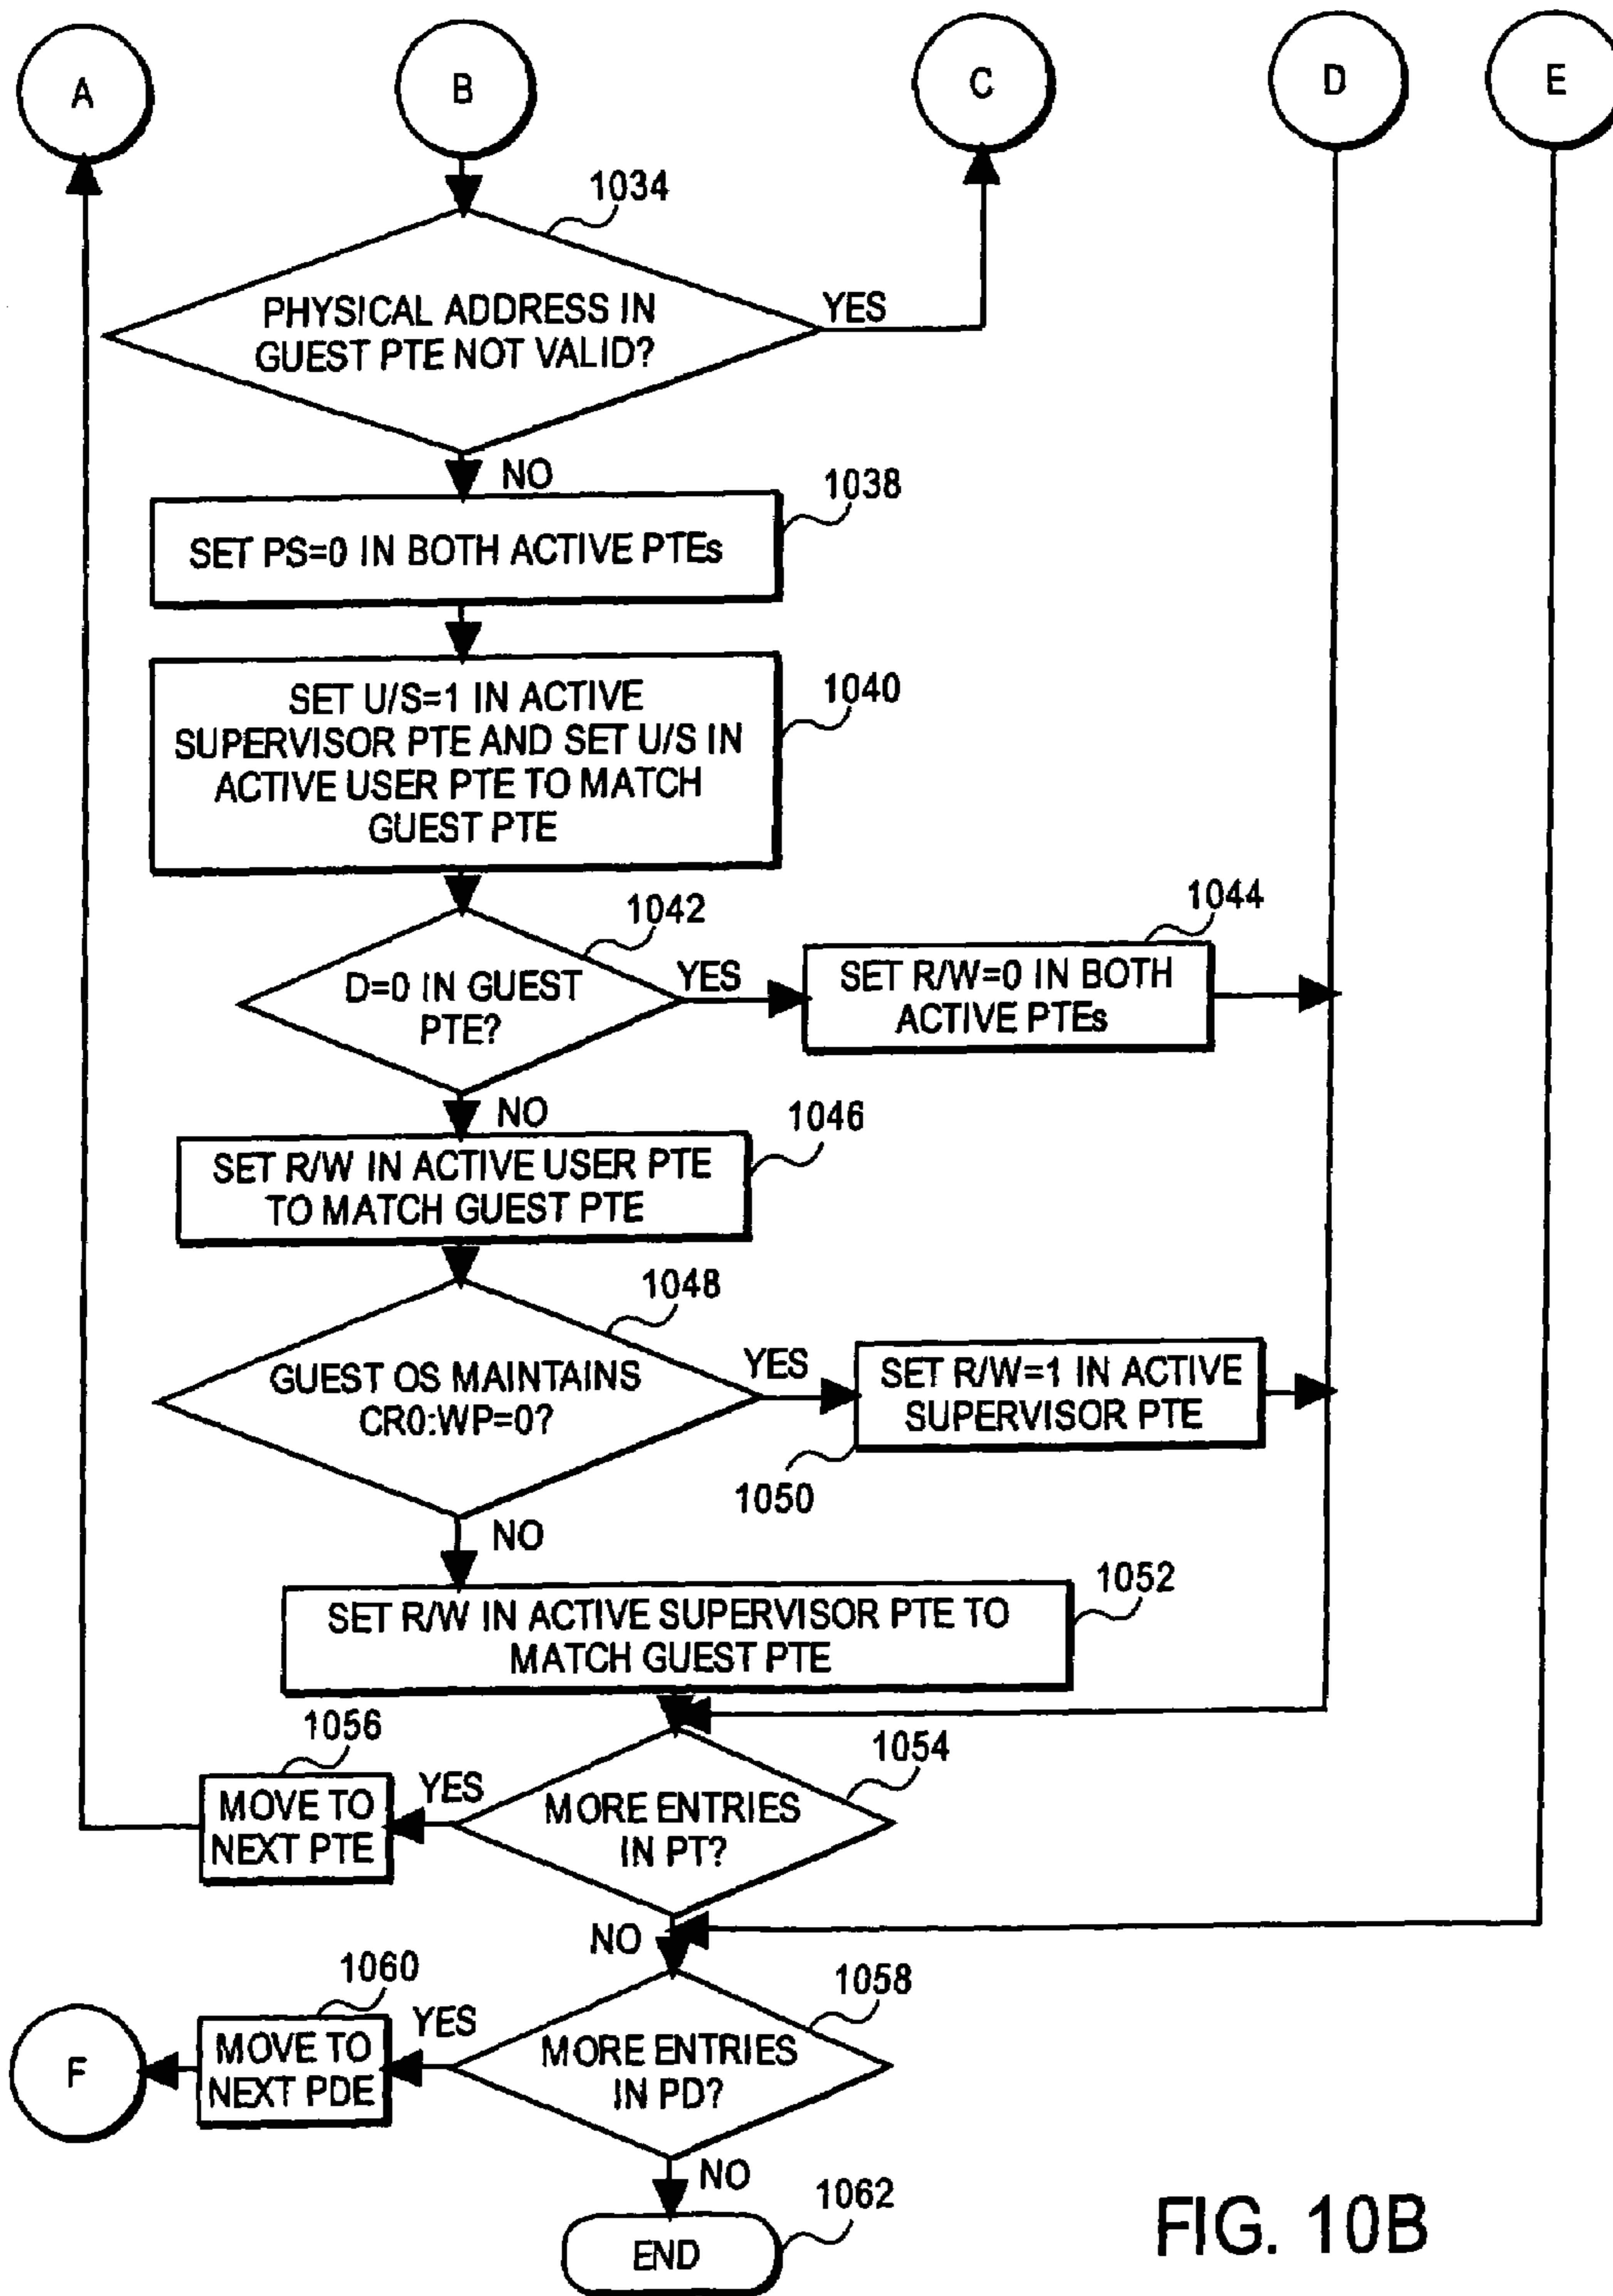 A
B
C
D
E
1034
PHYSICAL ADDRESS IN
GUEST PTE NOT VALID?
YES
NO
1038
SET PS=0 IN BOTH ACTIVE PTEs
1040
SET U/S=1 IN ACTIVE
SUPERVISOR PTE AND SET U/S IN
ACTIVE USER PTE TO MATCH
GUEST PTE
1042
D=0 IN GUEST
PTE?
YES
1044
SET R/W=0 IN BOTH
ACTIVE PTEs
NO
1046
SET R/W IN ACTIVE USER PTE
TO MATCH GUEST PTE
1048
GUEST OS MAINTAINS
CR0:WP=0?
YES
SET R/W=1 IN ACTIVE
SUPERVISOR PTE
1050
NO
1052
SET R/W IN ACTIVE SUPERVISOR PTE TO
MATCH GUEST PTE
1056
MOVE TO
NEXT PTE
YES
1054
MORE ENTRIES
IN PT?
NO
1060
F
MOVE TO
NEXT PDE
YES
1058
MORE ENTRIES
IN PD?
NO
1062
END
FIG. 10B